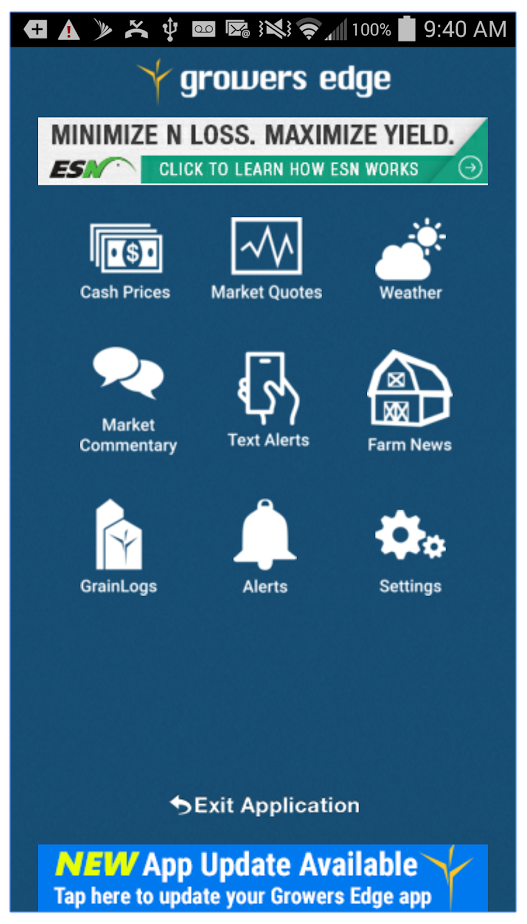 100% 9:40 AM
growers edge
MINIMIZE N LOSS. MAXIMIZE YIELD.
ESN CLICK TO LEARN HOW ESN WORKS
$
Cash Prices Market Quotes Weather
Market
Commentary Text Alerts Farm News
GrainLogs Alerts Settings
Exit Application
NEW App Update Available
Tap here to update your Growers Edge app